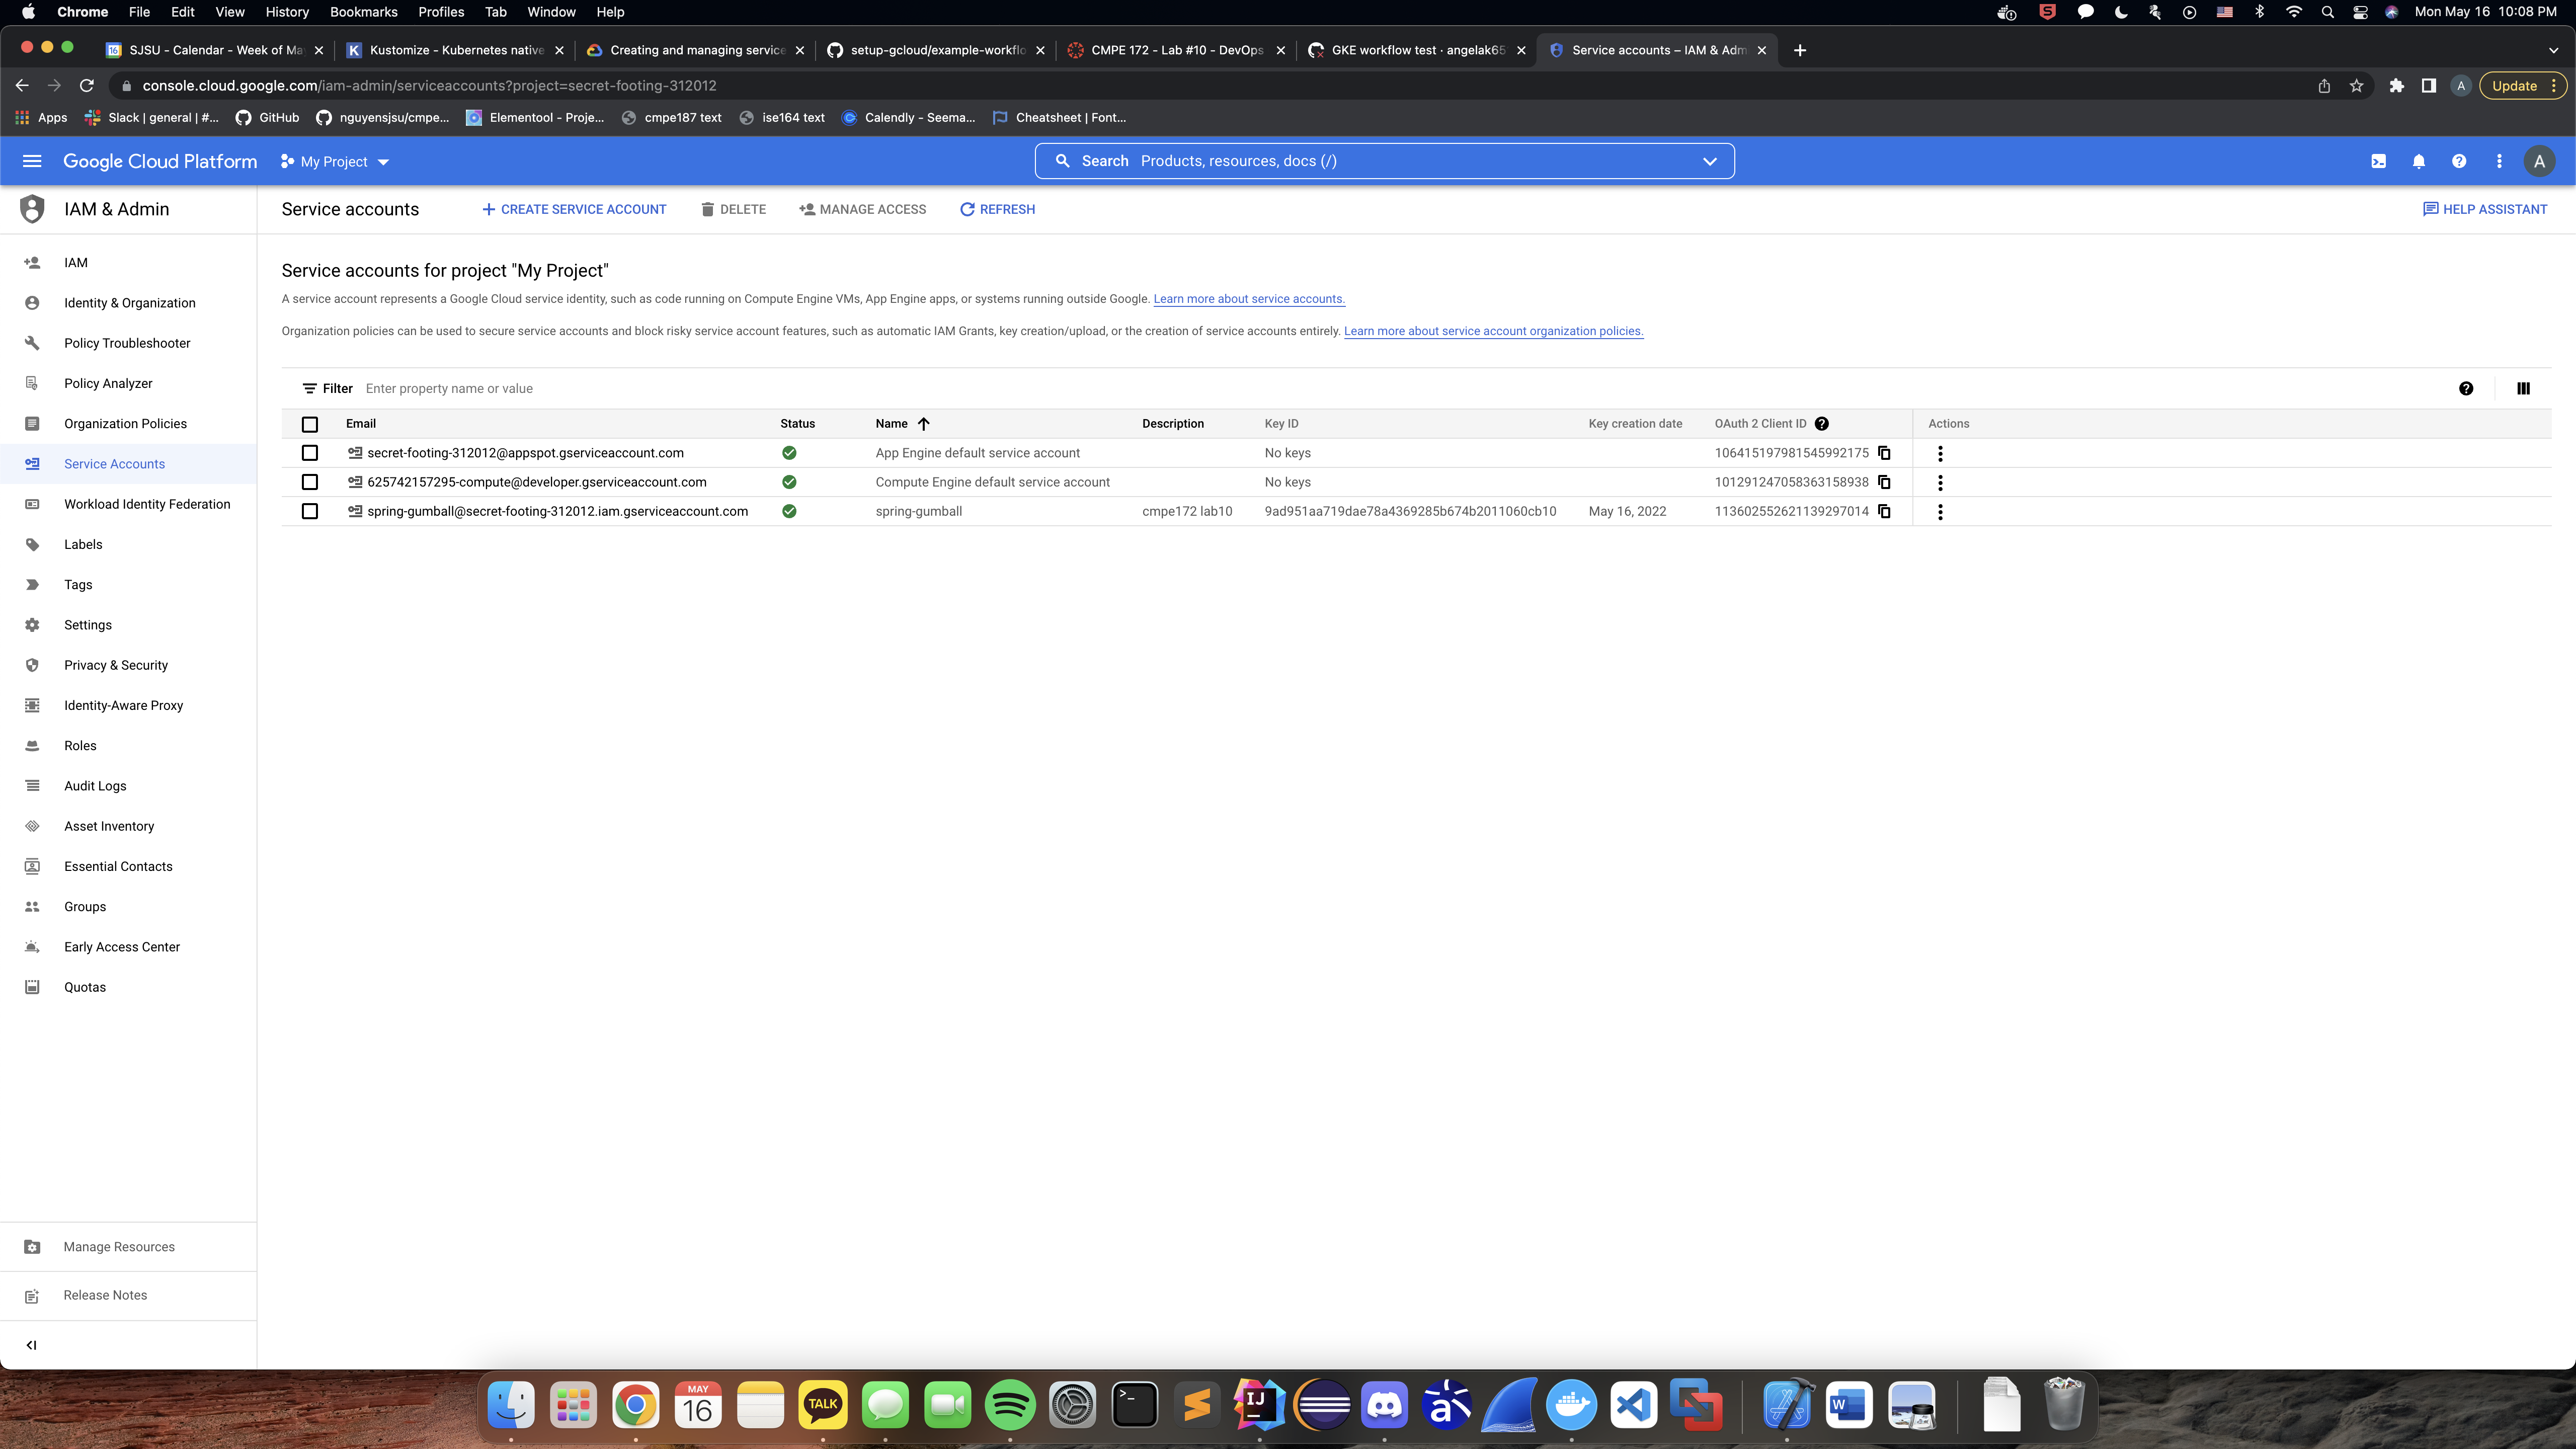 Chrome File Edit View History Bookmarks Profiles Tab Window Help Mon May 16 10:08 PM
SJSU - Calendar - Week of Ma Kustomize - Kubernetes native Creating and managing service setup-gcloud/example-workflo CMPE 172 - Lab #10 - DevOps GKE workflow test · angelak65 Service accounts – IAM & Adm
console.cloud.google.com/iam-admin/serviceaccounts?project=secret-footing-312012 A Update
Apps Slack | general | #... GitHub nguyensjsu/cmpe... Elementool - Proje... cmpe187 text ise164 text Calendly - Seema... Cheatsheet | Font...
Google Cloud Platform My Project Search Products, resources, docs (/) A
IAM & Admin
Service accounts CREATE SERVICE ACCOUNT DELETE MANAGE ACCESS REFRESH HELP ASSISTANT
IAM
Identity & Organization
Policy Troubleshooter
Policy Analyzer
Organization Policies
Service Accounts
Workload Identity Federation
Labels
Tags
Settings
Privacy & Security
Identity-Aware Proxy
Roles
Audit Logs
Asset Inventory
Essential Contacts
Groups
Early Access Center
Quotas
Manage Resources
Release Notes
Service accounts for project "My Project"
A service account represents a Google Cloud service identity, such as code running on Compute Engine VMs, App Engine apps, or systems running outside Google. Learn more about service accounts.
Organization policies can be used to secure service accounts and block risky service account features, such as automatic IAM Grants, key creation/upload, or the creation of service accounts entirely. Learn more about service account organization policies.
Filter Enter property name or value
Email Status Name Description Key ID Key creation date OAuth 2 Client ID Actions
secret-footing-312012@appspot.gserviceaccount.com App Engine default service account No keys 106415197981545992175
625742157295-compute@developer.gserviceaccount.com Compute Engine default service account No keys 101291247058363158938
spring-gumball@secret-footing-312012.iam.gserviceaccount.com spring-gumball cmpe172 lab10 9ad951aa719dae78a4369285b674b2011060cb10 May 16, 2022 113602552621139297014
MAY
16
TALK
IJ
W